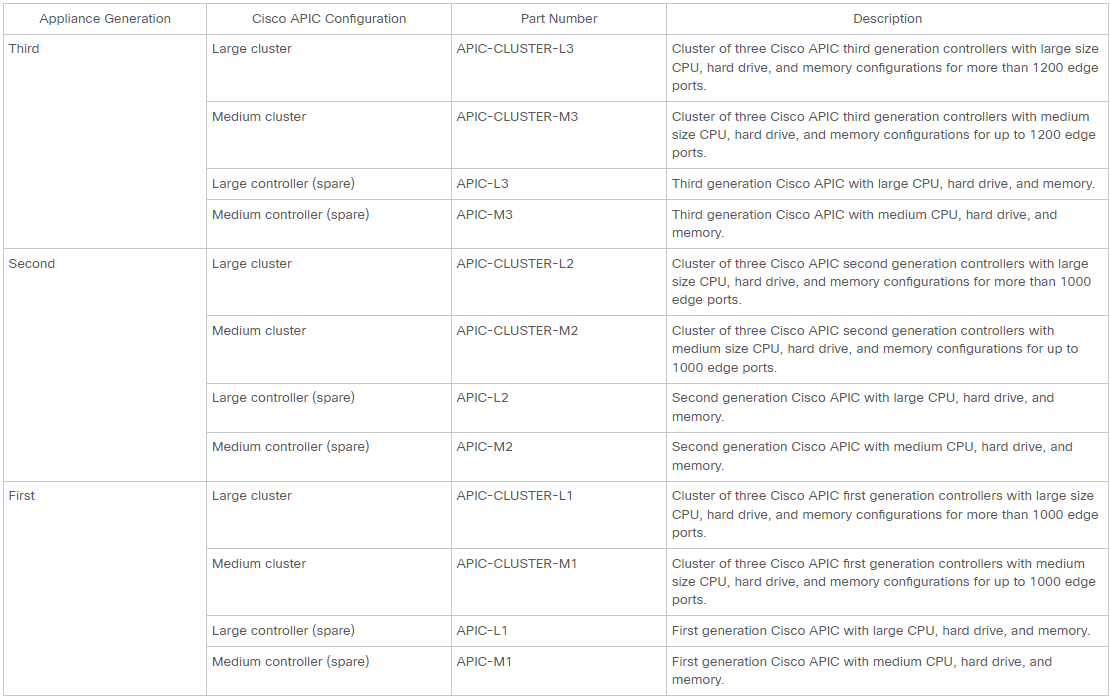 Appliance Generation Cisco APIC Configuration Part Number Description
Third Large cluster APIC-CLUSTER-L3 Cluster of three Cisco APIC third generation controllers with large size
CPU, hard drive, and memory configurations for more than 1200 edge
ports.
Medium cluster APIC-CLUSTER-M3 Cluster of three Cisco APIC third generation controllers with medium
size CPU, hard drive, and memory configurations for up to 1200 edge
ports.
Large controller (spare) APIC-L3 Third generation Cisco APIC with large CPU, hard drive, and memory.
Medium controller (spare) APIC-M3 Third generation Cisco APIC with medium CPU, hard drive, and
memory.
Second Large cluster APIC-CLUSTER-L2 Cluster of three Cisco APIC second generation controllers with large
size CPU, hard drive, and memory configurations for more than 1000
edge ports.
Medium cluster APIC-CLUSTER-M2 Cluster of three Cisco APIC second generation controllers with
medium size CPU, hard drive, and memory configurations for up to
1000 edge ports.
Large controller (spare) APIC-L2 Second generation Cisco APIC with large CPU, hard drive, and
memory.
Medium controller (spare) APIC-M2 Second generation Cisco APIC with medium CPU, hard drive, and
memory.
First Large cluster APIC-CLUSTER-L1 Cluster of three Cisco APIC first generation controllers with large size
CPU, hard drive, and memory configurations for more than 1000 edge
ports.
Medium cluster APIC-CLUSTER-M1 Cluster of three Cisco APIC first generation controllers with medium
size CPU, hard drive, and memory configurations for up to 1000 edge
ports.
Large controller (spare) APIC-L1 First generation Cisco APIC with large CPU, hard drive, and memory.
Medium controller (spare) APIC-M1 First generation Cisco APIC with medium CPU, hard drive, and
memory.